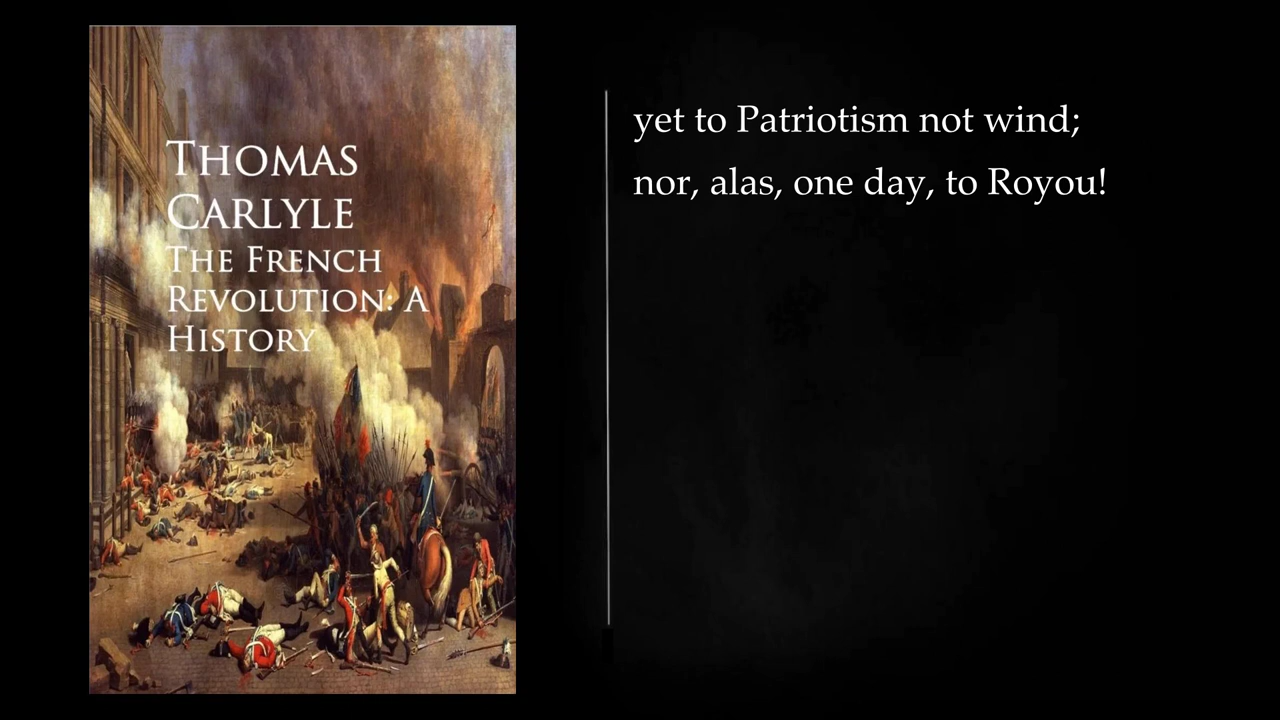 THOMAS
CARLYLE
THE FRENCH
REVOLUTION: A
HISTORY
yet to Patriotism not wind;
nor, alas, one day, to Royou!